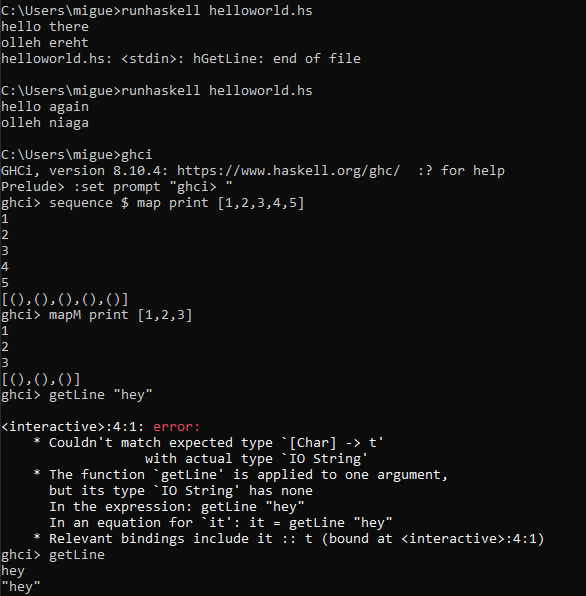 C:\Users\migue>runhaskell helloworld.hs
hello there
olleh ereht
helloworld.hs: <stdin>: hGetLine: end of file
C:\Users\migue>runhaskell helloworld.hs
hello again
olleh niaga
C:\Users\migue>ghci
GHCi, version 8.10.4: https://www.haskell.org/ghc/  :? for help
Prelude> :set prompt "ghci> "
ghci> sequence $ map print [1,2,3,4,5]
1
2
3
4
5
[(),(),(),(),()]
ghci> mapM print [1,2,3]
1
2
3
[(),(),()]
ghci> getLine "hey"
<interactive>:4:1: error:
    * Couldn't match expected type `[Char] -> t'
                  with actual type `IO String'
    * The function `getLine' is applied to one argument,
      but its type `IO String' has none
      In the expression: getLine "hey"
      In an equation for `it': it = getLine "hey"
    * Relevant bindings include it :: t (bound at <interactive>:4:1)
ghci> getLine
hey
"hey"